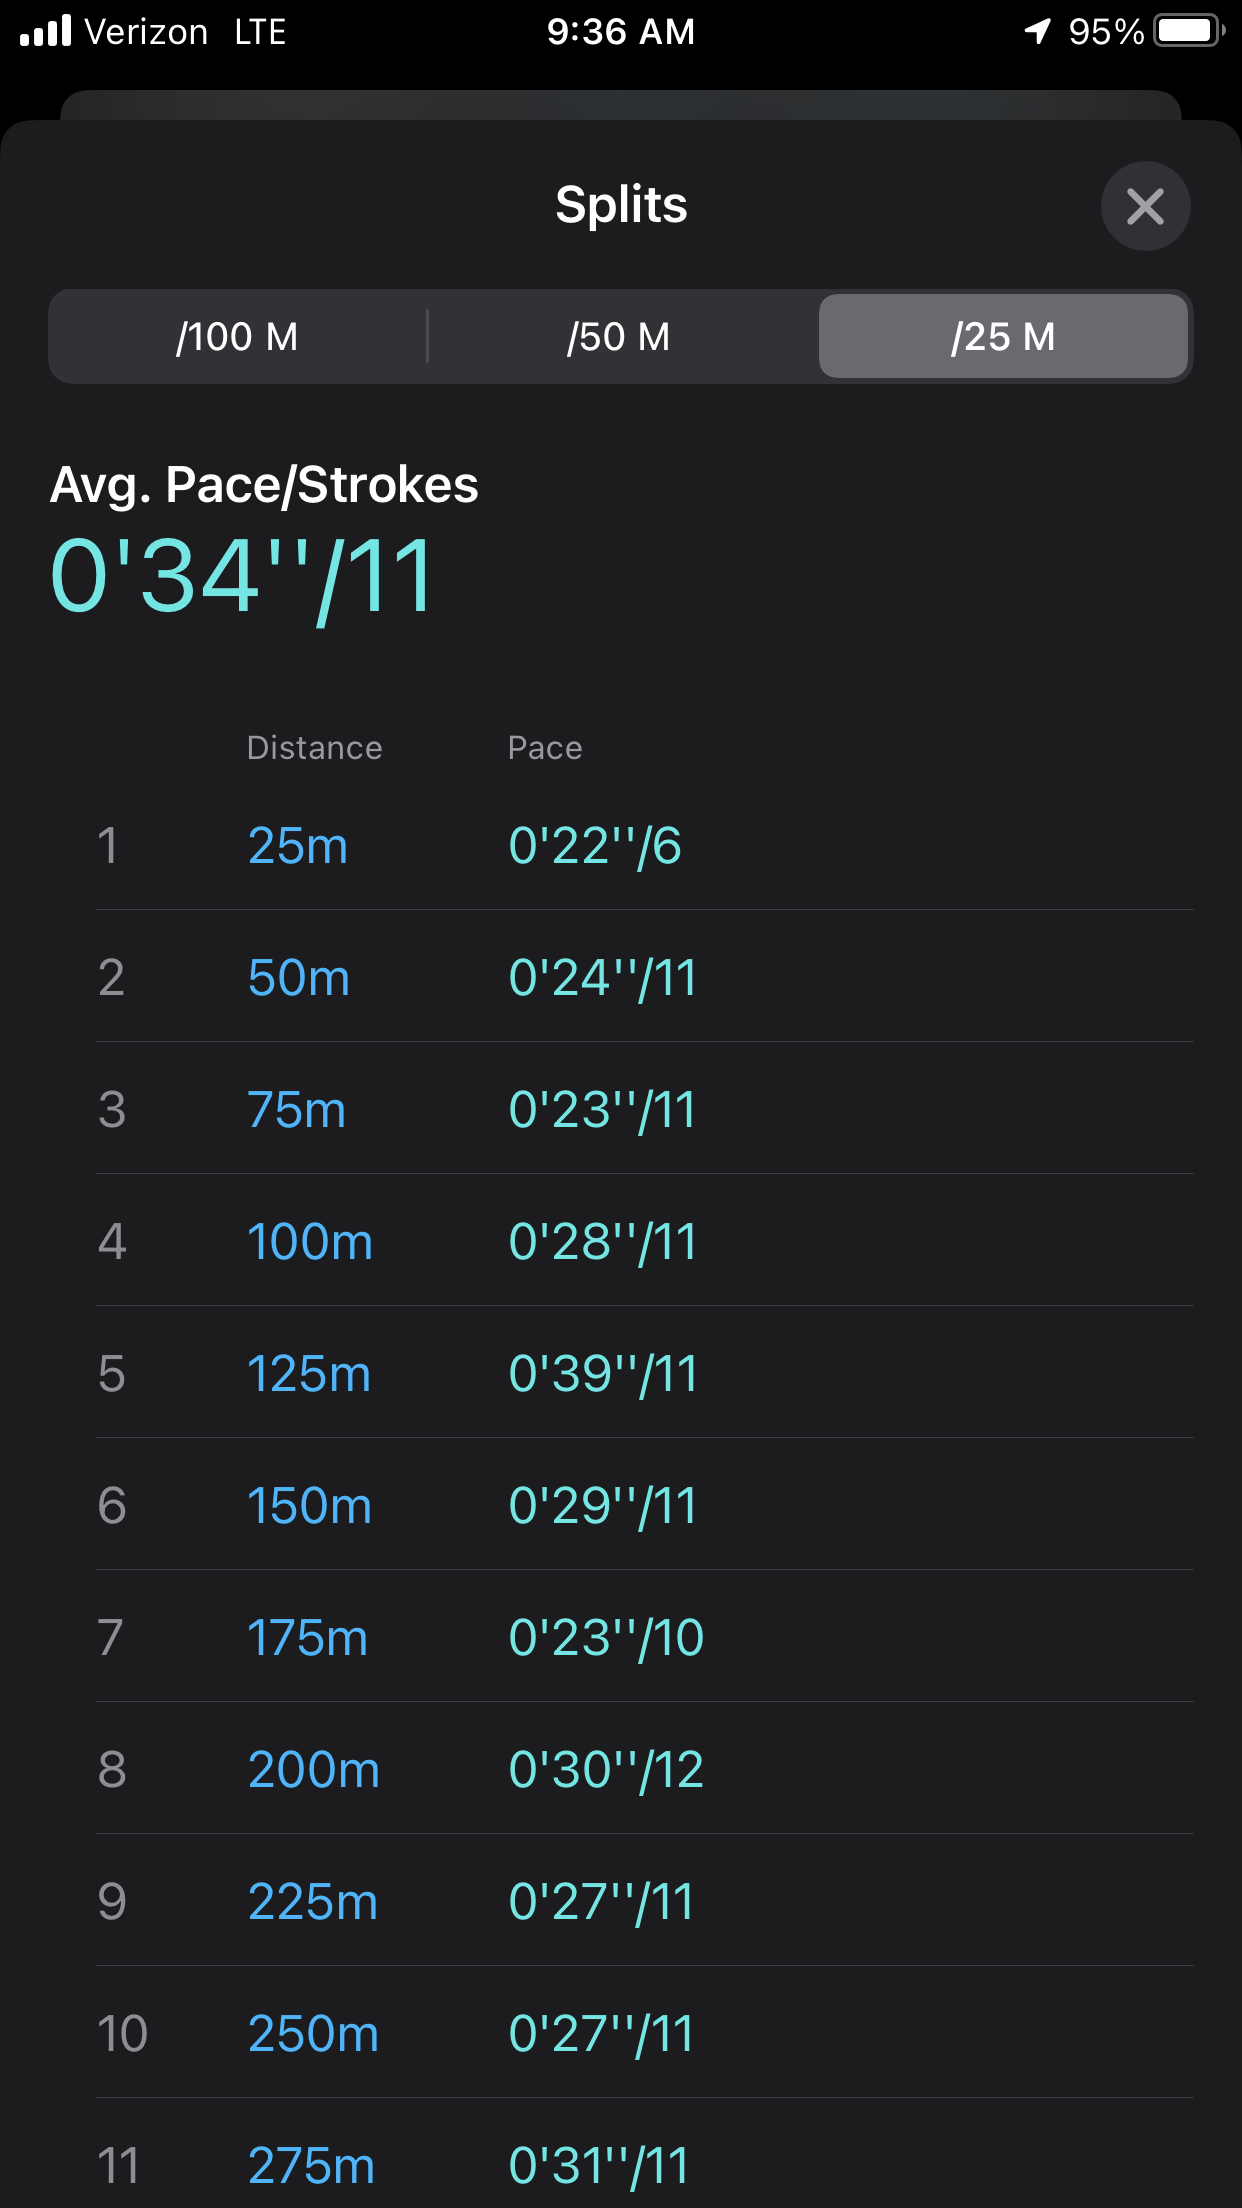 Verizon LTE 9:36 AM 95%
Splits
/100 M /50 M /25 M
Avg. Pace/Strokes
0'34''/11
Distance Pace
1 25m 0'22''/6
2 50m 0'24''/11
3 75m 0'23''/11
4 100m 0'28''/11
5 125m 0'39''/11
6 150m 0'29''/11
7 175m 0'23''/10
8 200m 0'30''/12
9 225m 0'27''/11
10 250m 0'27''/11
11 275m 0'31''/11